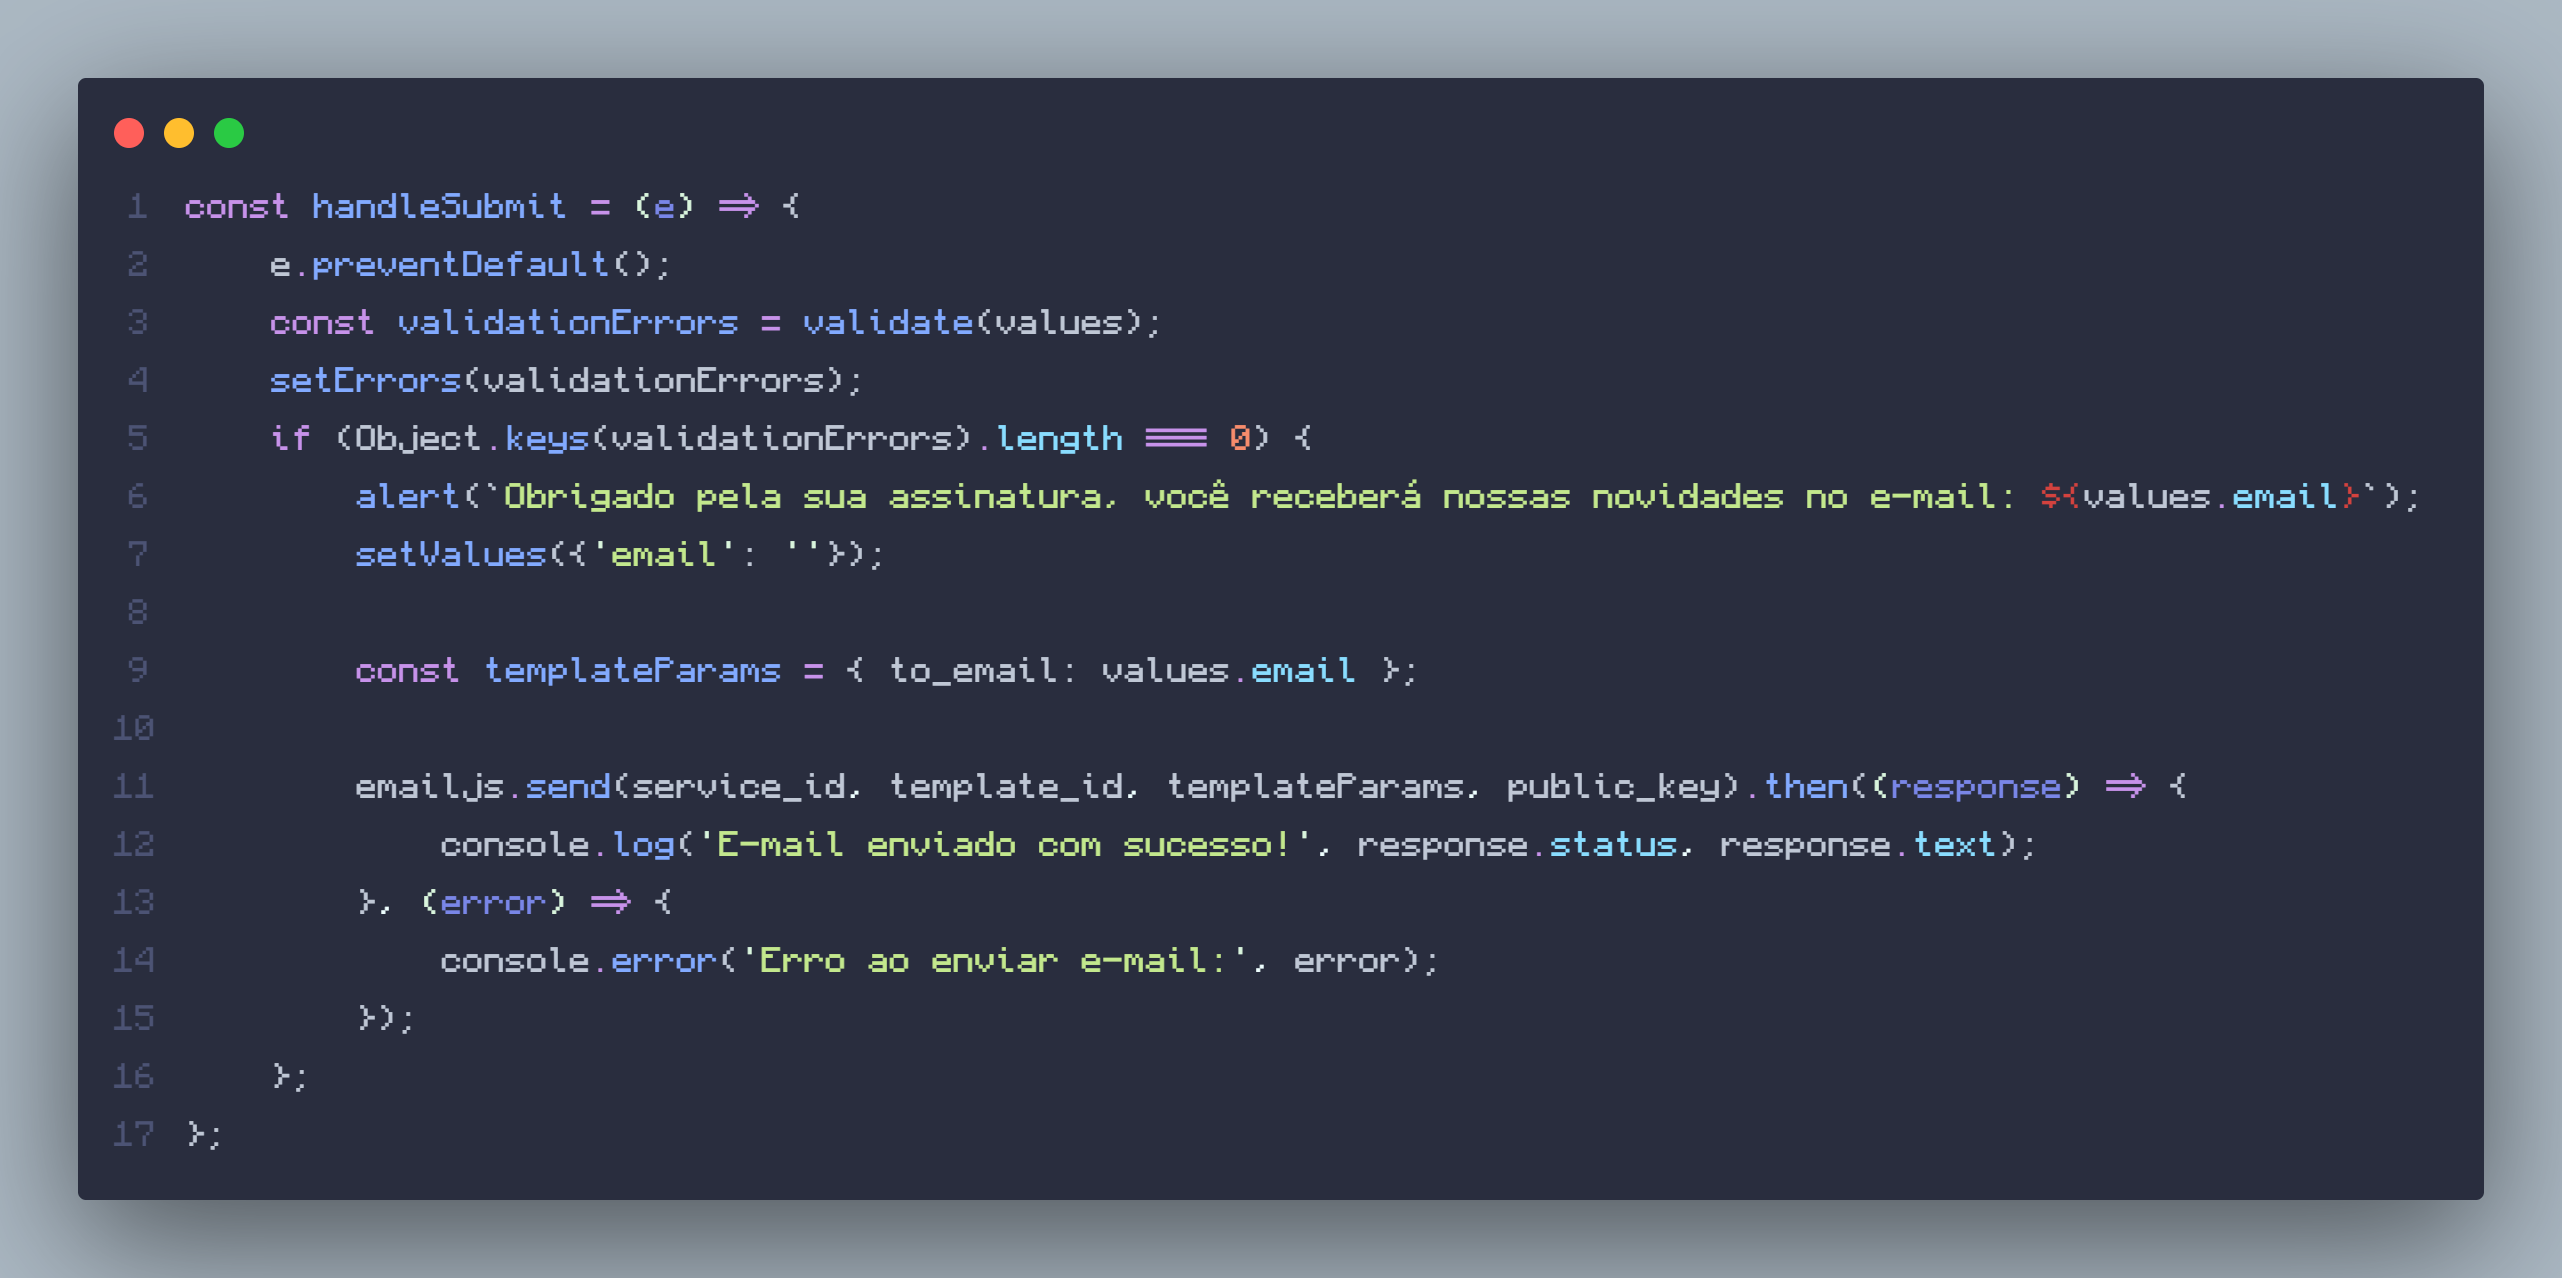 1 const handleSubmit = (e) => {
2     e.preventDefault();
3     const validationErrors = validate(values);
4     setErrors(validationErrors);
5     if (Object.keys(validationErrors).length === 0) {
6         alert(`Obrigado pela sua assinatura, você receberá nossas novidades no e-mail: ${values.email}`);
7         setValues({'email': ''});
8
9         const templateParams = { to_email: values.email };
10
11         emailjs.send(service_id, template_id, templateParams, public_key).then((response) => {
12             console.log('E-mail enviado com sucesso!', response.status, response.text);
13         }, (error) => {
14             console.error('Erro ao enviar e-mail:', error);
15         });
16     };
17 };